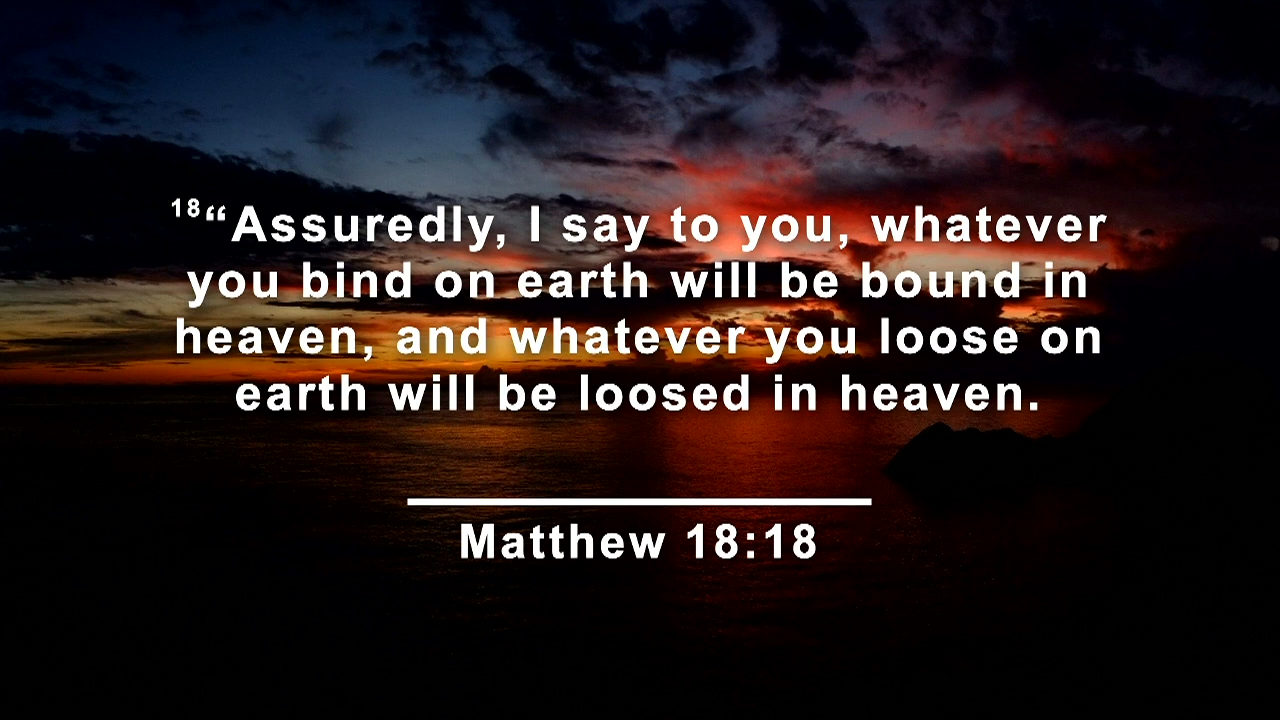 18“Assuredly, I say to you, whatever
you bind on earth will be bound in
heaven, and whatever you loose on
earth will be loosed in heaven.
Matthew 18:18